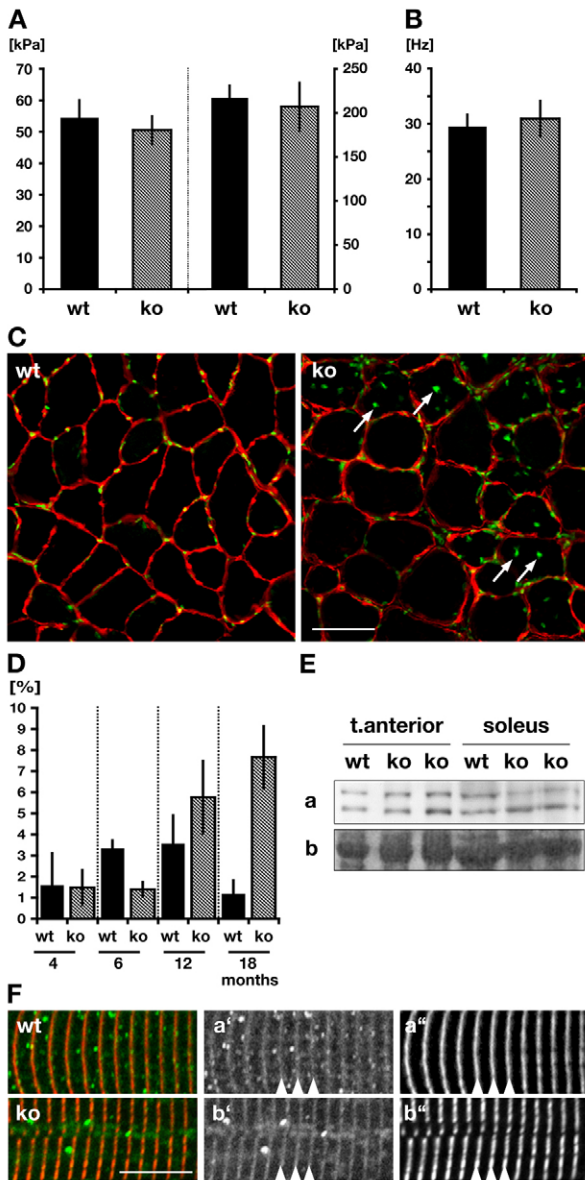 A
B
[kPa]
[kPa]
[Hz]
70
60
50
40
30
20
10
0
250
200
150
100
50
0
40
30
20
10
0
wt
ko
wt
ko
wt
ko
C
wt
ko
D
[%]
10
9
8
7
6
5
4
3
2
1
0
wt ko wt ko wt ko wt ko
4 6 12 18
months
E
t.anterior soleus
wt ko ko wt ko ko
a
b
F
wt
a‘
a“
ko
b‘
b“